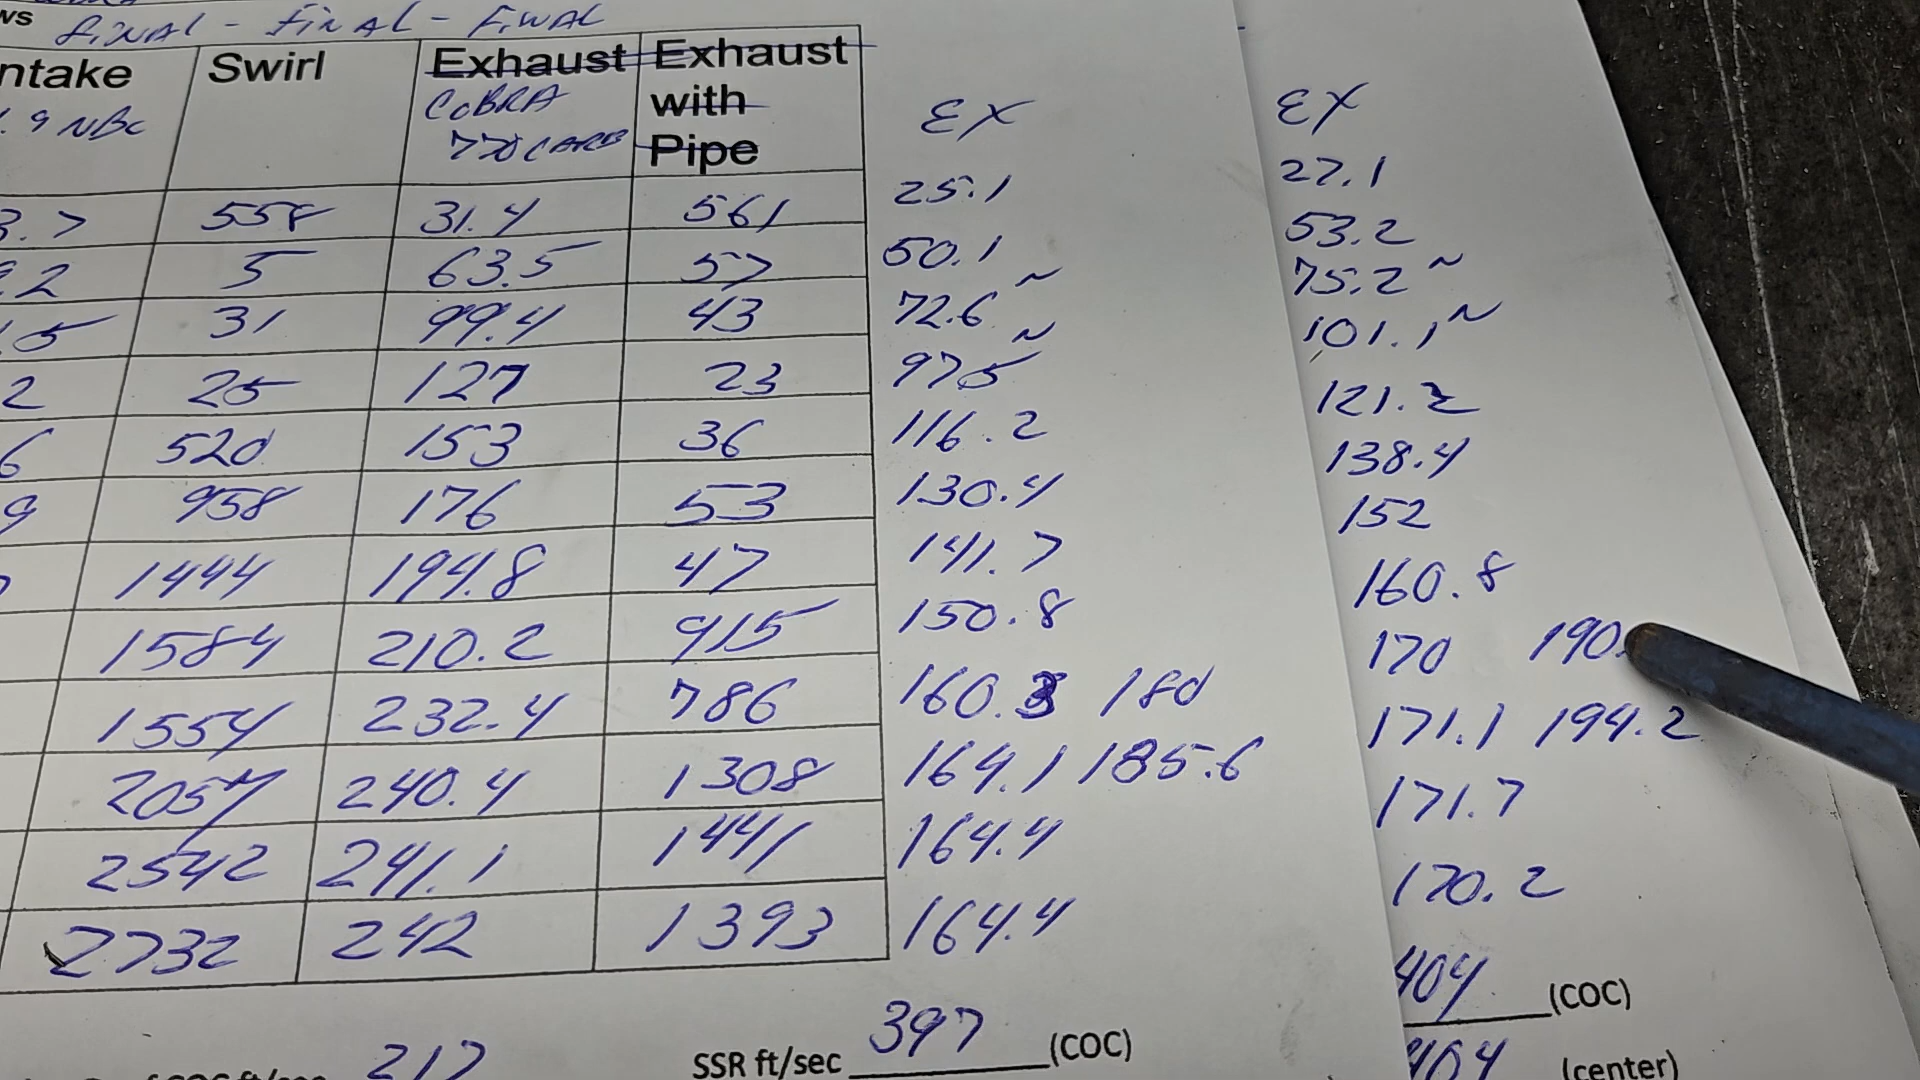 FINAL - FINAL - FINAL
Swirl Exhaust Exhaust with Pipe
COBRA 770 CARB
EX EX
558 31.4 561 25.1 27.1
5 63.5 57 50.1 53.2
31 99.4 43 72.6 ~ 75.2 ~
25 127 23 97.5 ~ 101.1 ~
520 153 36 116.2 121.2
958 176 53 130.4 138.4
1444 194.8 47 141.7 152
1584 210.2 915 150.8 160.8
1554 232.4 786 160.3 180 170 190.
2054 240.4 1308 164.1 185.6 171.1 194.2
2542 241.1 1441 164.4 171.7
2732 242 1393 164.4 170.2
217 SSR ft/sec 397 (COC) 404 (COC)
404 (center)